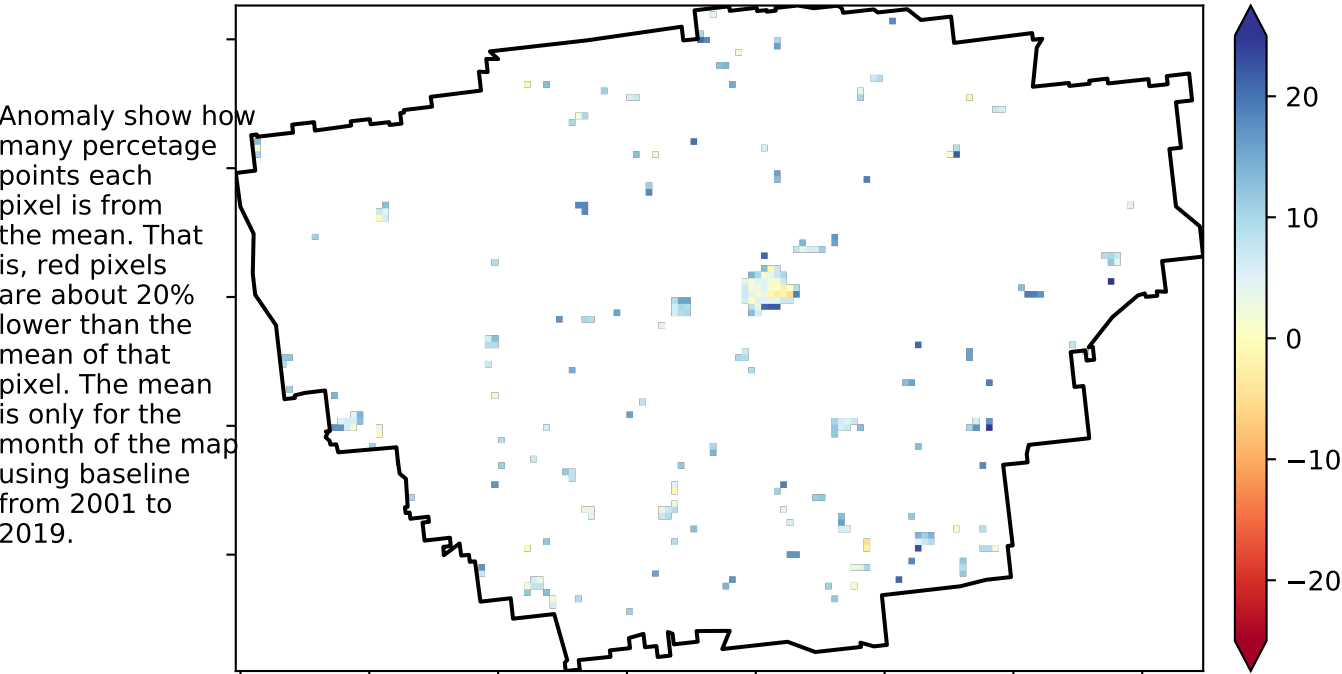 Anomaly show how
many percetage
points each
pixel is from
the mean. That
is, red pixels
are about 20%
lower than the
mean of that
pixel. The mean
is only for the
month of the map
using baseline
from 2001 to
2019.
20
10
0
−10
−20